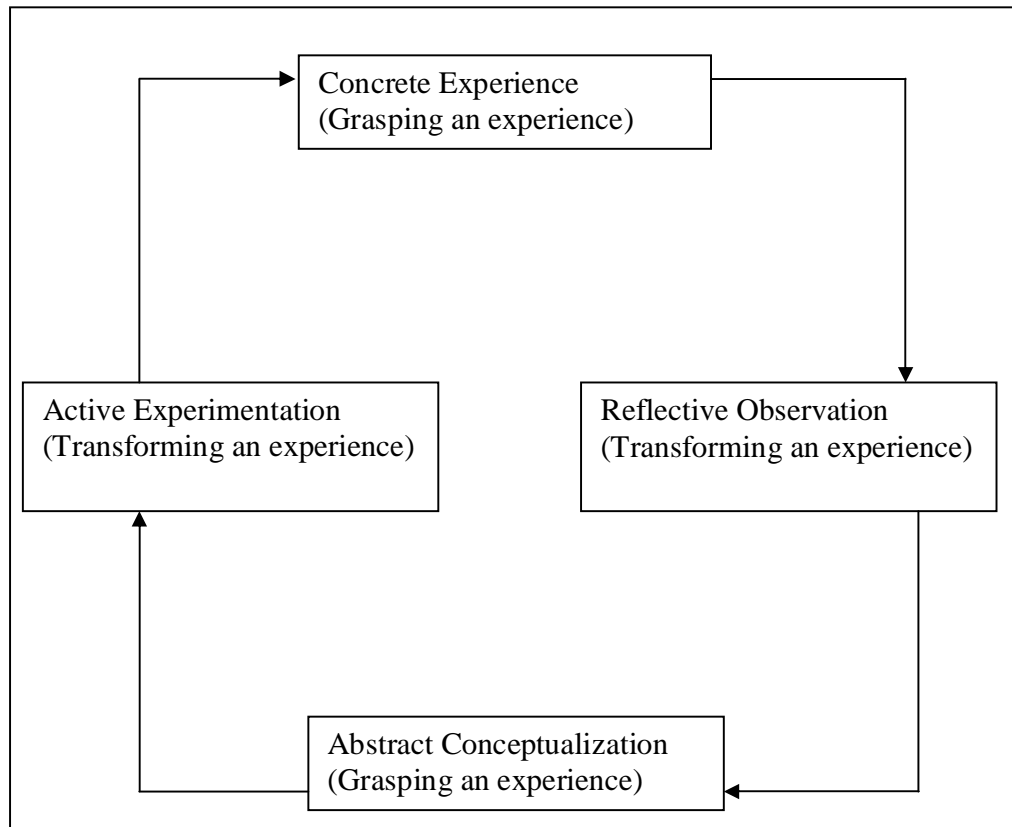 Concrete Experience
(Grasping an experience)
Active Experimentation
(Transforming an experience)
Reflective Observation
(Transforming an experience)
Abstract Conceptualization
(Grasping an experience)